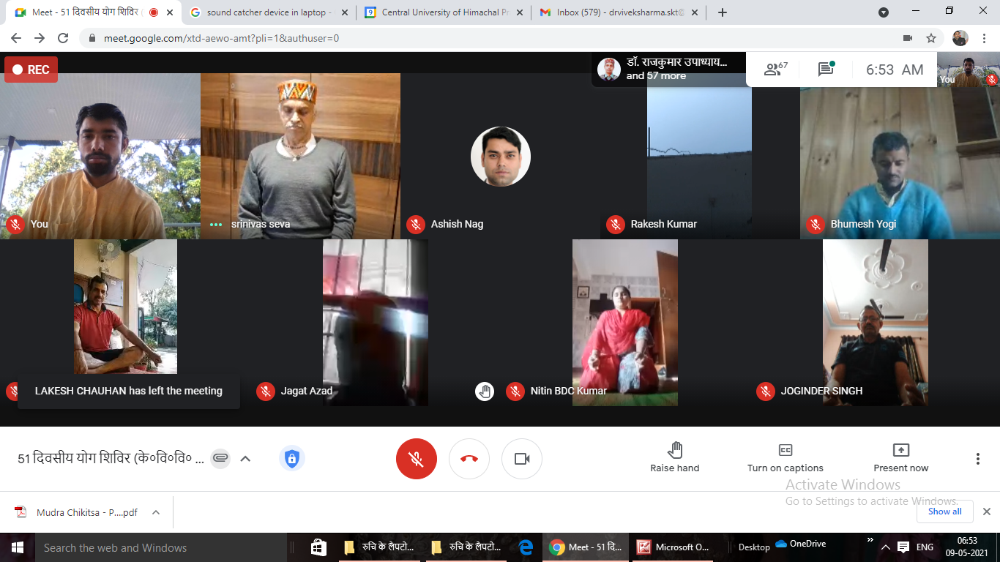 Meet - 51 दिवसीय योग शिविर (
sound catcher device in laptop -
Central University of Himachal Pr
Inbox (579) - drviveksharma.skt@
meet.google.com/xtd-aewo-amt?pli=1&authuser=0
REC
डॉ. राजकुमार उपाध्याय...
and 57 more
67
6:53 AM
You
You
srinivas seva
Ashish Nag
Rakesh Kumar
Bhumesh Yogi
LAKESH CHAUHAN has left the meeting
Jagat Azad
Nitin BDC Kumar
JOGINDER SINGH
51 दिवसीय योग शिविर (के०वि०वि० ...
Raise hand
Turn on captions
Present now
Activate Windows
Go to Settings to activate Windows.
Mudra Chikitsa - P....pdf
Show all
Search the web and Windows
रुचि के लैपटो...
रुचि के लैपटो...
Meet - 51 दि...
Microsoft O...
Desktop
OneDrive
ENG
06:53
09-05-2021